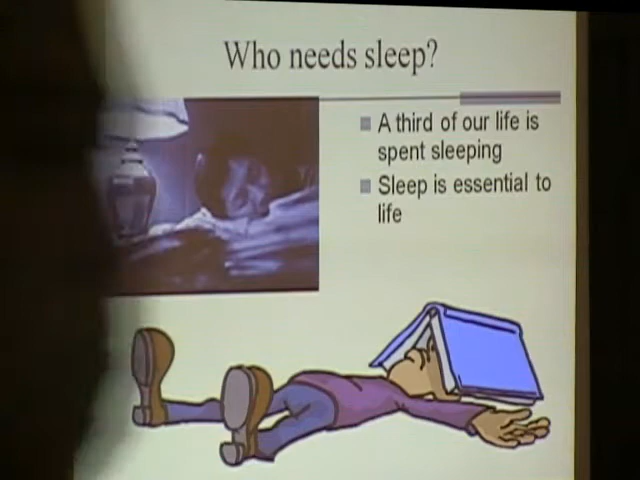 Who needs sleep?
A third of our life is
spent sleeping
Sleep is essential to
life